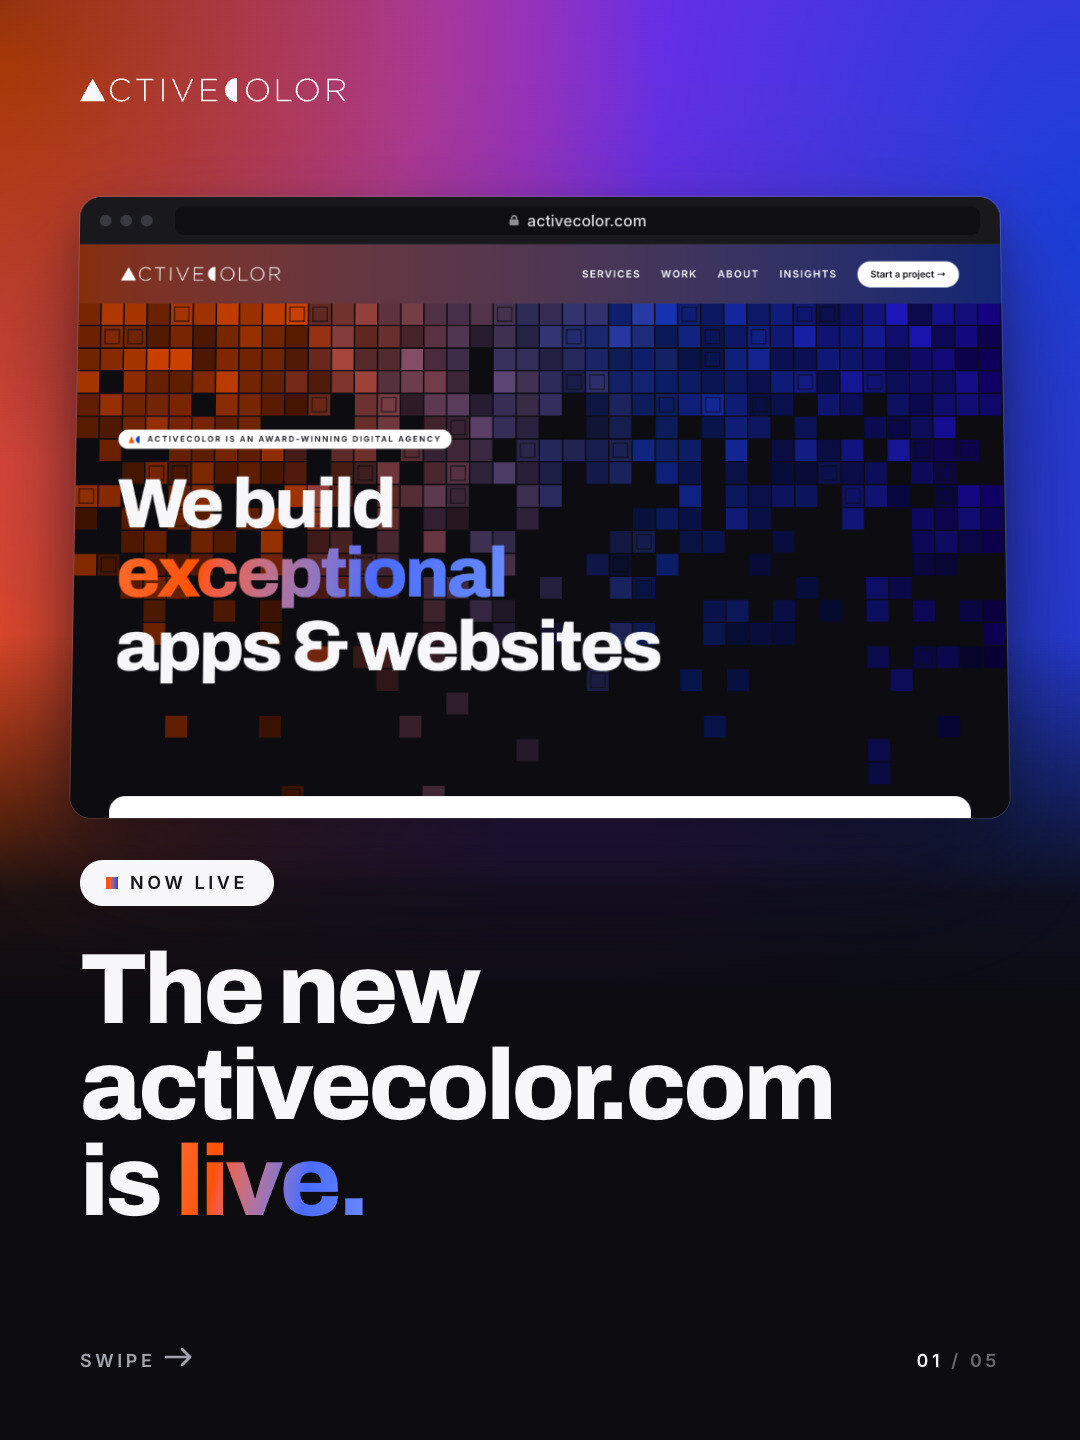 ACTIVECOLOR
activecolor.com
ACTIVECOLOR
SERVICES WORK ABOUT INSIGHTS Start a project →
ACTIVECOLOR IS AN AWARD-WINNING DIGITAL AGENCY
We build
exceptional
apps & websites
NOW LIVE
The new
activecolor.com
is live.
SWIPE →
01 / 05